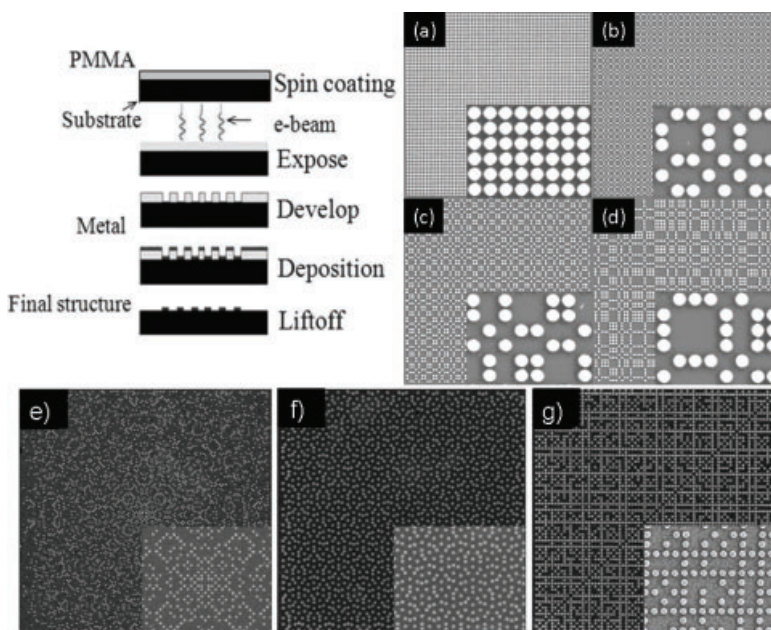 PMMA
Spin coating
Substrate
e-beam
Expose
Develop
Metal
Deposition
Final structure
Liftoff
(a)
(b)
(c)
(d)
e)
f)
g)